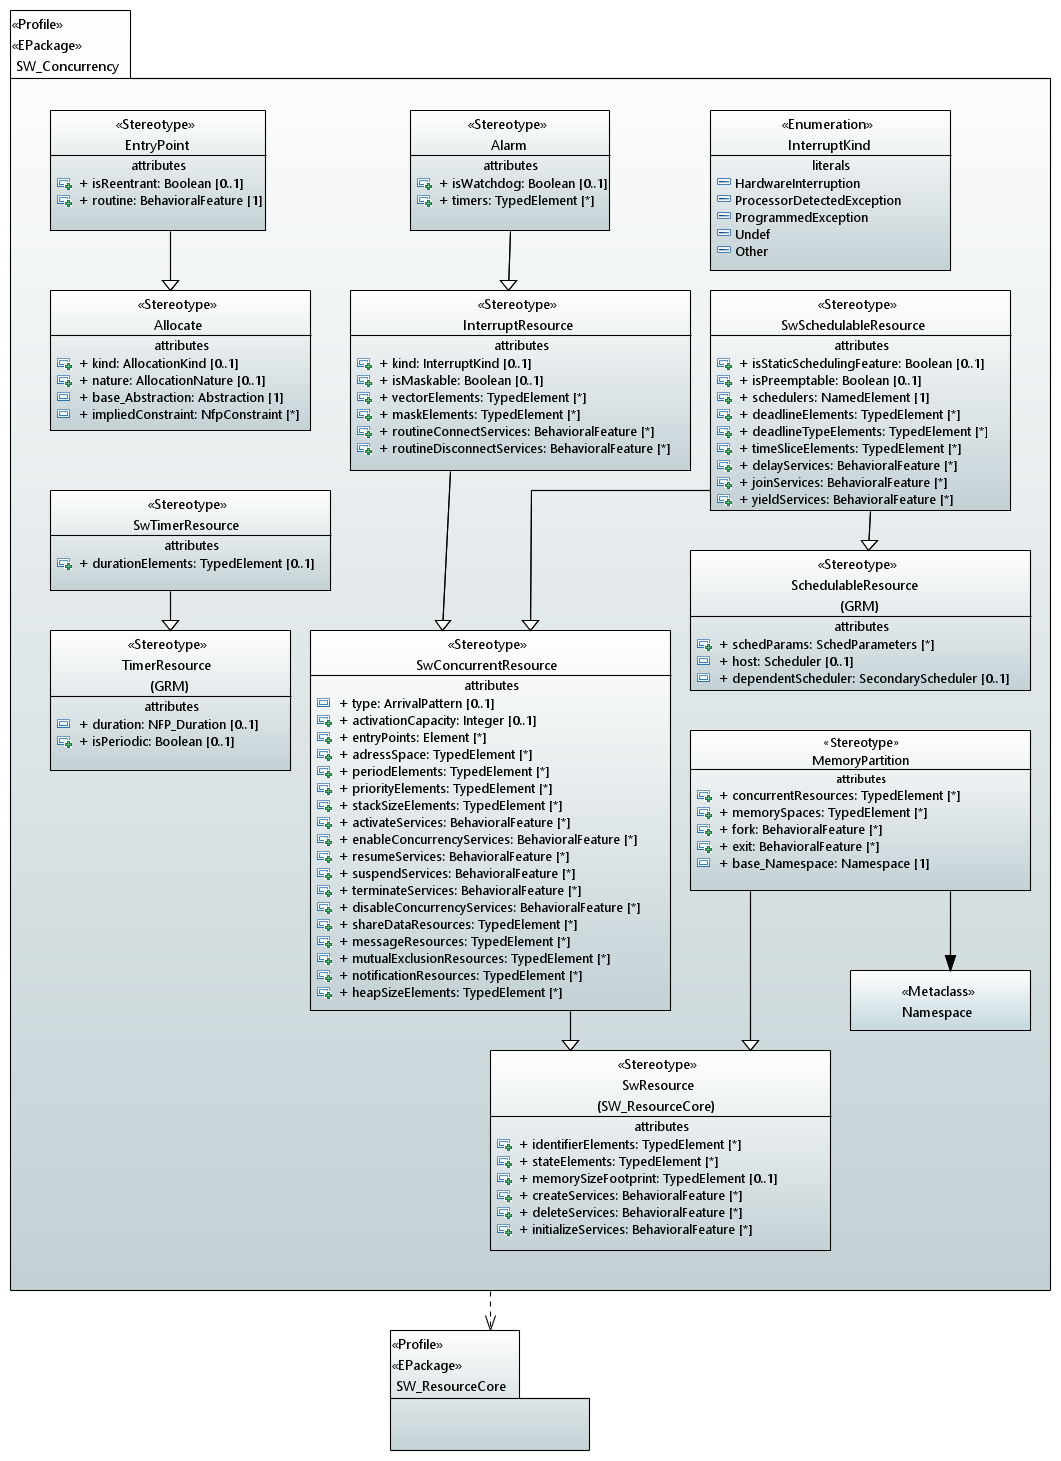 «Profile»
«EPackage»
SW_Concurrency
«Stereotype»
EntryPoint
attributes
+ isReentrant: Boolean [0..1]
+ routine: BehavioralFeature [1]
«Stereotype»
Alarm
attributes
+ isWatchdog: Boolean [0..1]
+ timers: TypedElement [*]
«Enumeration»
InterruptKind
literals
HardwareInterruption
ProcessorDetectedException
ProgrammedException
Undef
Other
«Stereotype»
Allocate
attributes
+ kind: AllocationKind [0..1]
+ nature: AllocationNature [0..1]
+ base_Abstraction: Abstraction [1]
+ impliedConstraint: NfpConstraint [*]
«Stereotype»
InterruptResource
attributes
+ kind: InterruptKind [0..1]
+ isMaskable: Boolean [0..1]
+ vectorElements: TypedElement [*]
+ maskElements: TypedElement [*]
+ routineConnectServices: BehavioralFeature [*]
+ routineDisconnectServices: BehavioralFeature [*]
«Stereotype»
SwSchedulableResource
attributes
+ isStaticSchedulingFeature: Boolean [0..1]
+ isPreemptable: Boolean [0..1]
+ schedulers: NamedElement [1]
+ deadlineElements: TypedElement [*]
+ deadlineTypeElements: TypedElement [*]
+ timeSliceElements: TypedElement [*]
+ delayServices: BehavioralFeature [*]
+ joinServices: BehavioralFeature [*]
+ yieldServices: BehavioralFeature [*]
«Stereotype»
SwTimerResource
attributes
+ durationElements: TypedElement [0..1]
«Stereotype»
SchedulableResource
(GRM)
attributes
+ schedParams: SchedParameters [*]
+ host: Scheduler [0..1]
+ dependentScheduler: SecondaryScheduler [0..1]
«Stereotype»
TimerResource
(GRM)
attributes
+ duration: NFP_Duration [0..1]
+ isPeriodic: Boolean [0..1]
«Stereotype»
SwConcurrentResource
attributes
+ type: ArrivalPattern [0..1]
+ activationCapacity: Integer [0..1]
+ entryPoints: Element [*]
+ adressSpace: TypedElement [*]
+ periodElements: TypedElement [*]
+ priorityElements: TypedElement [*]
+ stackSizeElements: TypedElement [*]
+ activateServices: BehavioralFeature [*]
+ enableConcurrencyServices: BehavioralFeature [*]
+ resumeServices: BehavioralFeature [*]
+ suspendServices: BehavioralFeature [*]
+ terminateServices: BehavioralFeature [*]
+ disableConcurrencyServices: BehavioralFeature [*]
+ shareDataResources: TypedElement [*]
+ messageResources: TypedElement [*]
+ mutualExclusionResources: TypedElement [*]
+ notificationResources: TypedElement [*]
+ heapSizeElements: TypedElement [*]
«Stereotype»
MemoryPartition
attributes
+ concurrentResources: TypedElement [*]
+ memorySpaces: TypedElement [*]
+ fork: BehavioralFeature [*]
+ exit: BehavioralFeature [*]
+ base_Namespace: Namespace [1]
«Metaclass»
Namespace
«Stereotype»
SwResource
(SW_ResourceCore)
attributes
+ identifierElements: TypedElement [*]
+ stateElements: TypedElement [*]
+ memorySizeFootprint: TypedElement [0..1]
+ createServices: BehavioralFeature [*]
+ deleteServices: BehavioralFeature [*]
+ initializeServices: BehavioralFeature [*]
«Profile»
«EPackage»
SW_ResourceCore